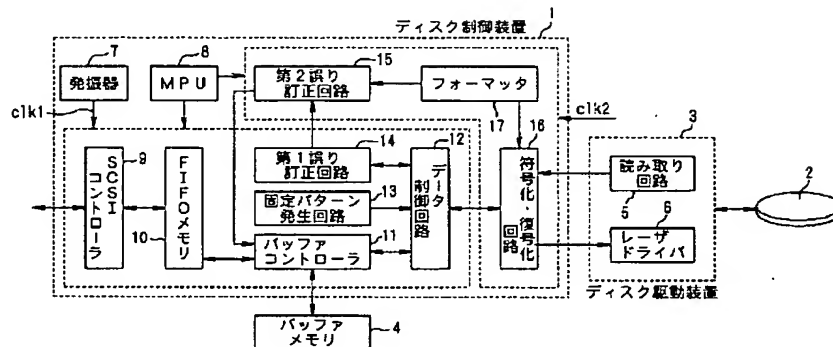 ディスク制御装置
1
7
8
15
発振器
MPU
第2誤り
訂正回路
フォーマッタ
17
clk1
clk2
9
SCSI
コントローラ
FIFOメモリ
10
第1誤り
訂正回路
14
12
固定パターン
発生回路
13
データ
制御回路
バッファ
コントローラ
11
16
符号化・復号化
回路
3
読み取り
回路
5
6
レーザ
ドライバ
2
ディスク駆動装置
バッファ
メモリ
4